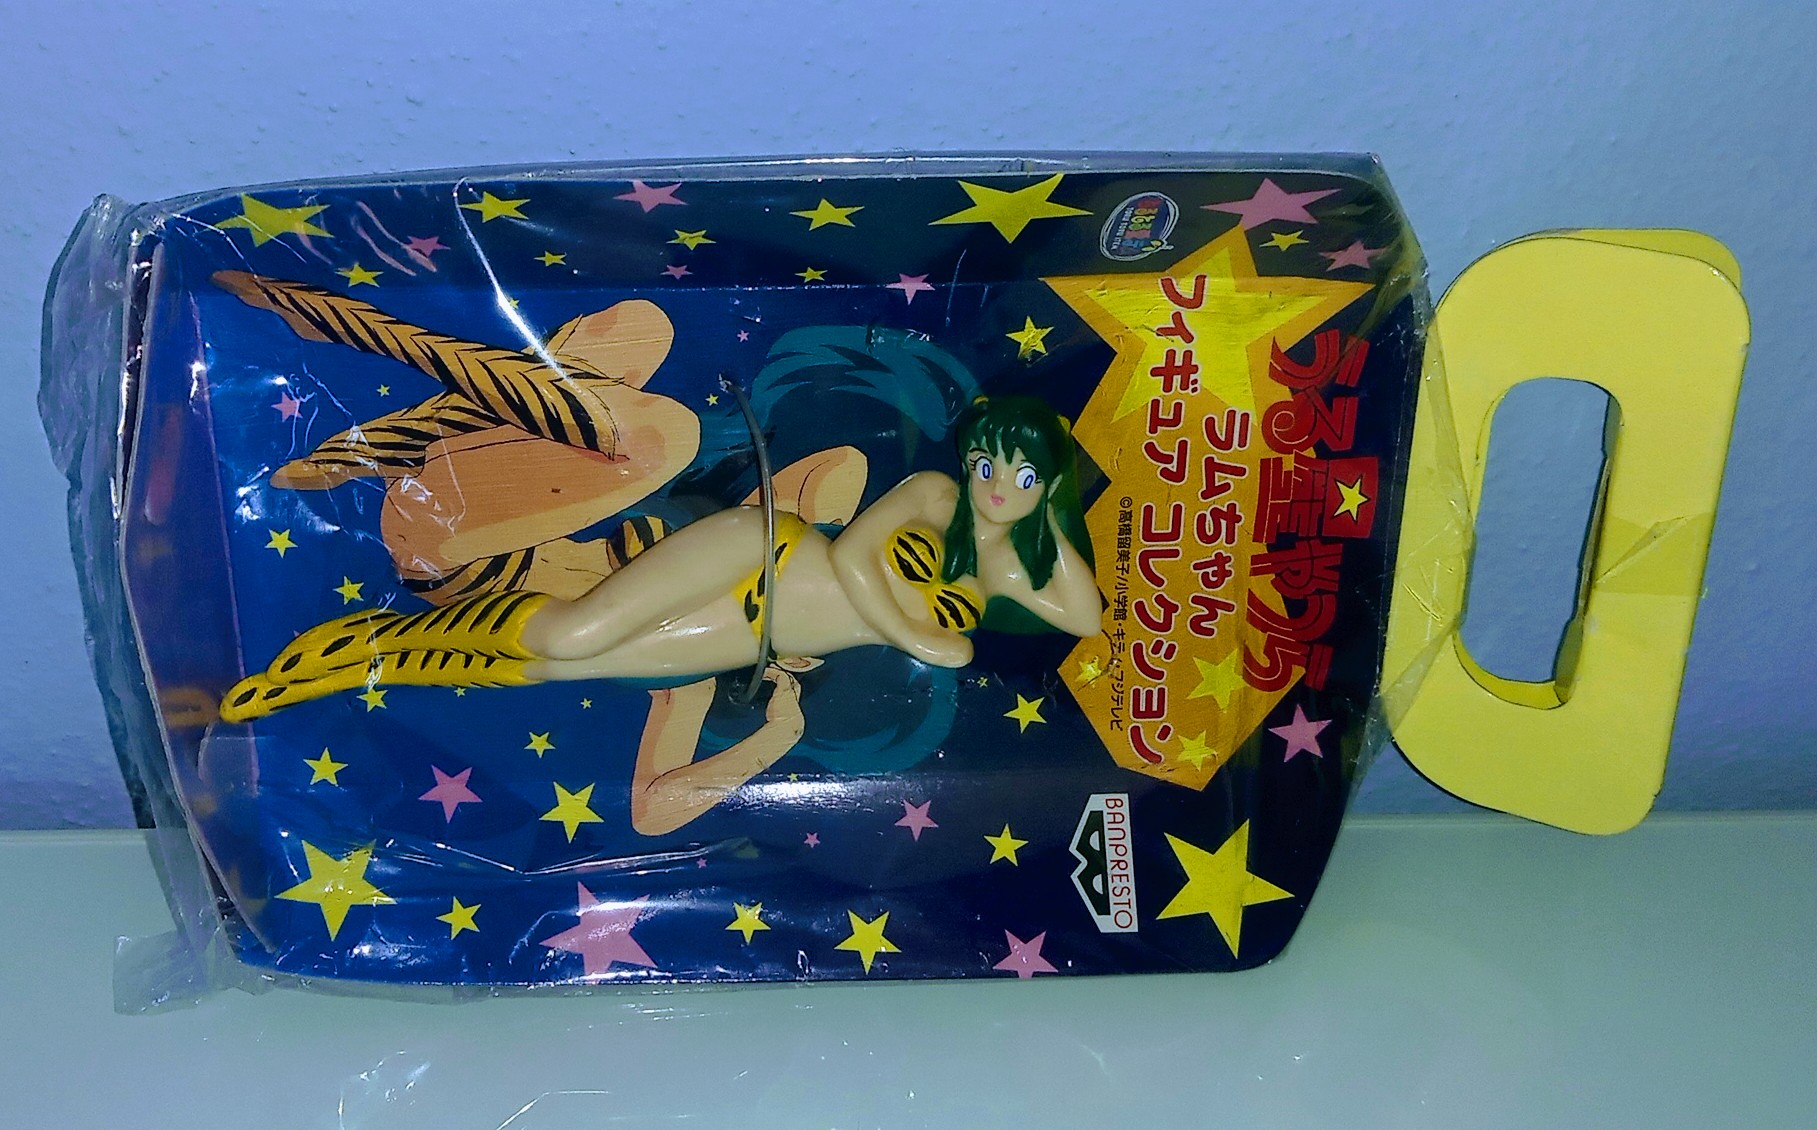 うる星やつら
ラムちゃん
フィギュア コレクション
©高橋留美子/小学館・キティ・フジテレビ
BANPRESTO